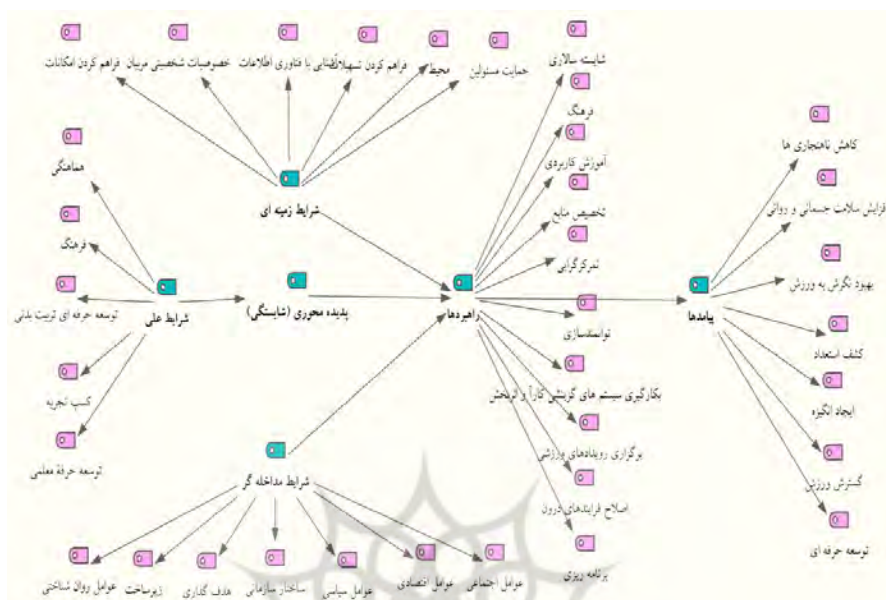 حمایت مسئولین
محیط
فراهم کردن تسهیلات
آشنایی با فناوری اطلاعات
خصوصیات شخصیتی مربیان
فراهم کردن امکانات
شرایط زمینه ای
هماهنگی
فرهنگ
توسعه حرفه ای تربیت بدنی
کسب تجربه
توسعه حرفهٔ معلمی
شرایط علی
پدیده محوری (شایستگی)
راهبردها
شایسته سالاری
فرهنگ
آموزش کاربردی
تخصیص منابع
تمرکزگرایی
توانمندسازی
بکارگیری سیستم های گزینشی کارآ و اثربخش
برگزاری رویدادهای ورزشی
اصلاح فرایندهای درون
برنامه ریزی
پیامدها
کاهش ناهنجاری ها
فزایش سلامت جسمانی و روانی
بهبود نگرش به ورزش
کشف استعداد
ایجاد انگیزه
گسترش ورزش
توسعه حرفه ای
شرایط مداخله گر
عوامل اجتماعی
عوامل اقتصادی
عوامل سیاسی
ساختار سازمانی
هدف گذاری
زیرساخت
عوامل روان شناختی